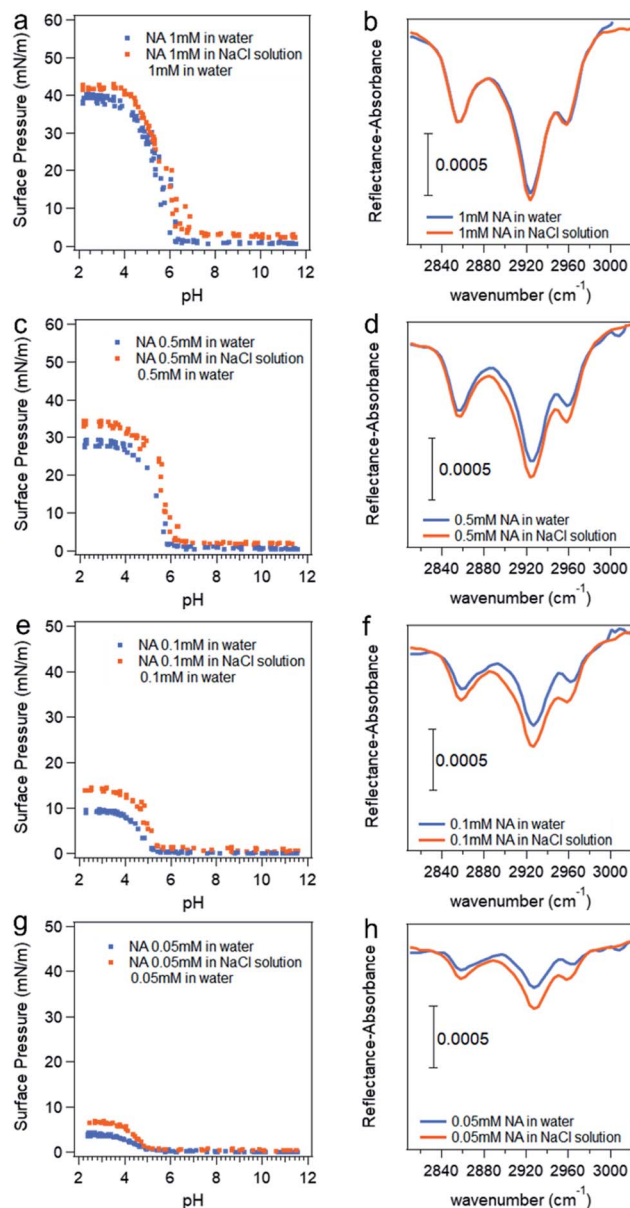 a
NA 1mM in water
NA 1mM in NaCl solution
1mM in water
Surface Pressure (mN/m)
60
50
40
30
20
10
0
2 4 6 8 10 12
pH
b
Reflectance-Absorbance
0.0005
1mM NA in water
1mM NA in NaCl solution
2840 2880 2920 2960 3000
wavenumber (cm-1)
c
NA 0.5mM in water
NA 0.5mM in NaCl solution
0.5mM in water
Surface Pressure (mN/m)
60
50
40
30
20
10
0
2 4 6 8 10 12
pH
d
Reflectance-Absorbance
0.0005
0.5mM NA in water
0.5mM NA in NaCl solution
2840 2880 2920 2960 3000
wavenumber (cm-1)
e
NA 0.1mM in water
NA 0.1mM in NaCl solution
0.1mM in water
Surface Pressure (mN/m)
50
40
30
20
10
0
2 4 6 8 10 12
pH
f
Reflectance-Absorbance
0.0005
0.1mM NA in water
0.1mM NA in NaCl solution
2840 2880 2920 2960 3000
wavenumber (cm-1)
g
NA 0.05mM in water
NA 0.05mM in NaCl solution
0.05mM in water
Surface Pressure (mN/m)
50
40
30
20
10
0
2 4 6 8 10 12
pH
h
Reflectance-Absorbance
0.0005
0.05mM NA in water
0.05mM NA in NaCl solution
2840 2880 2920 2960 3000
wavenumber (cm-1)